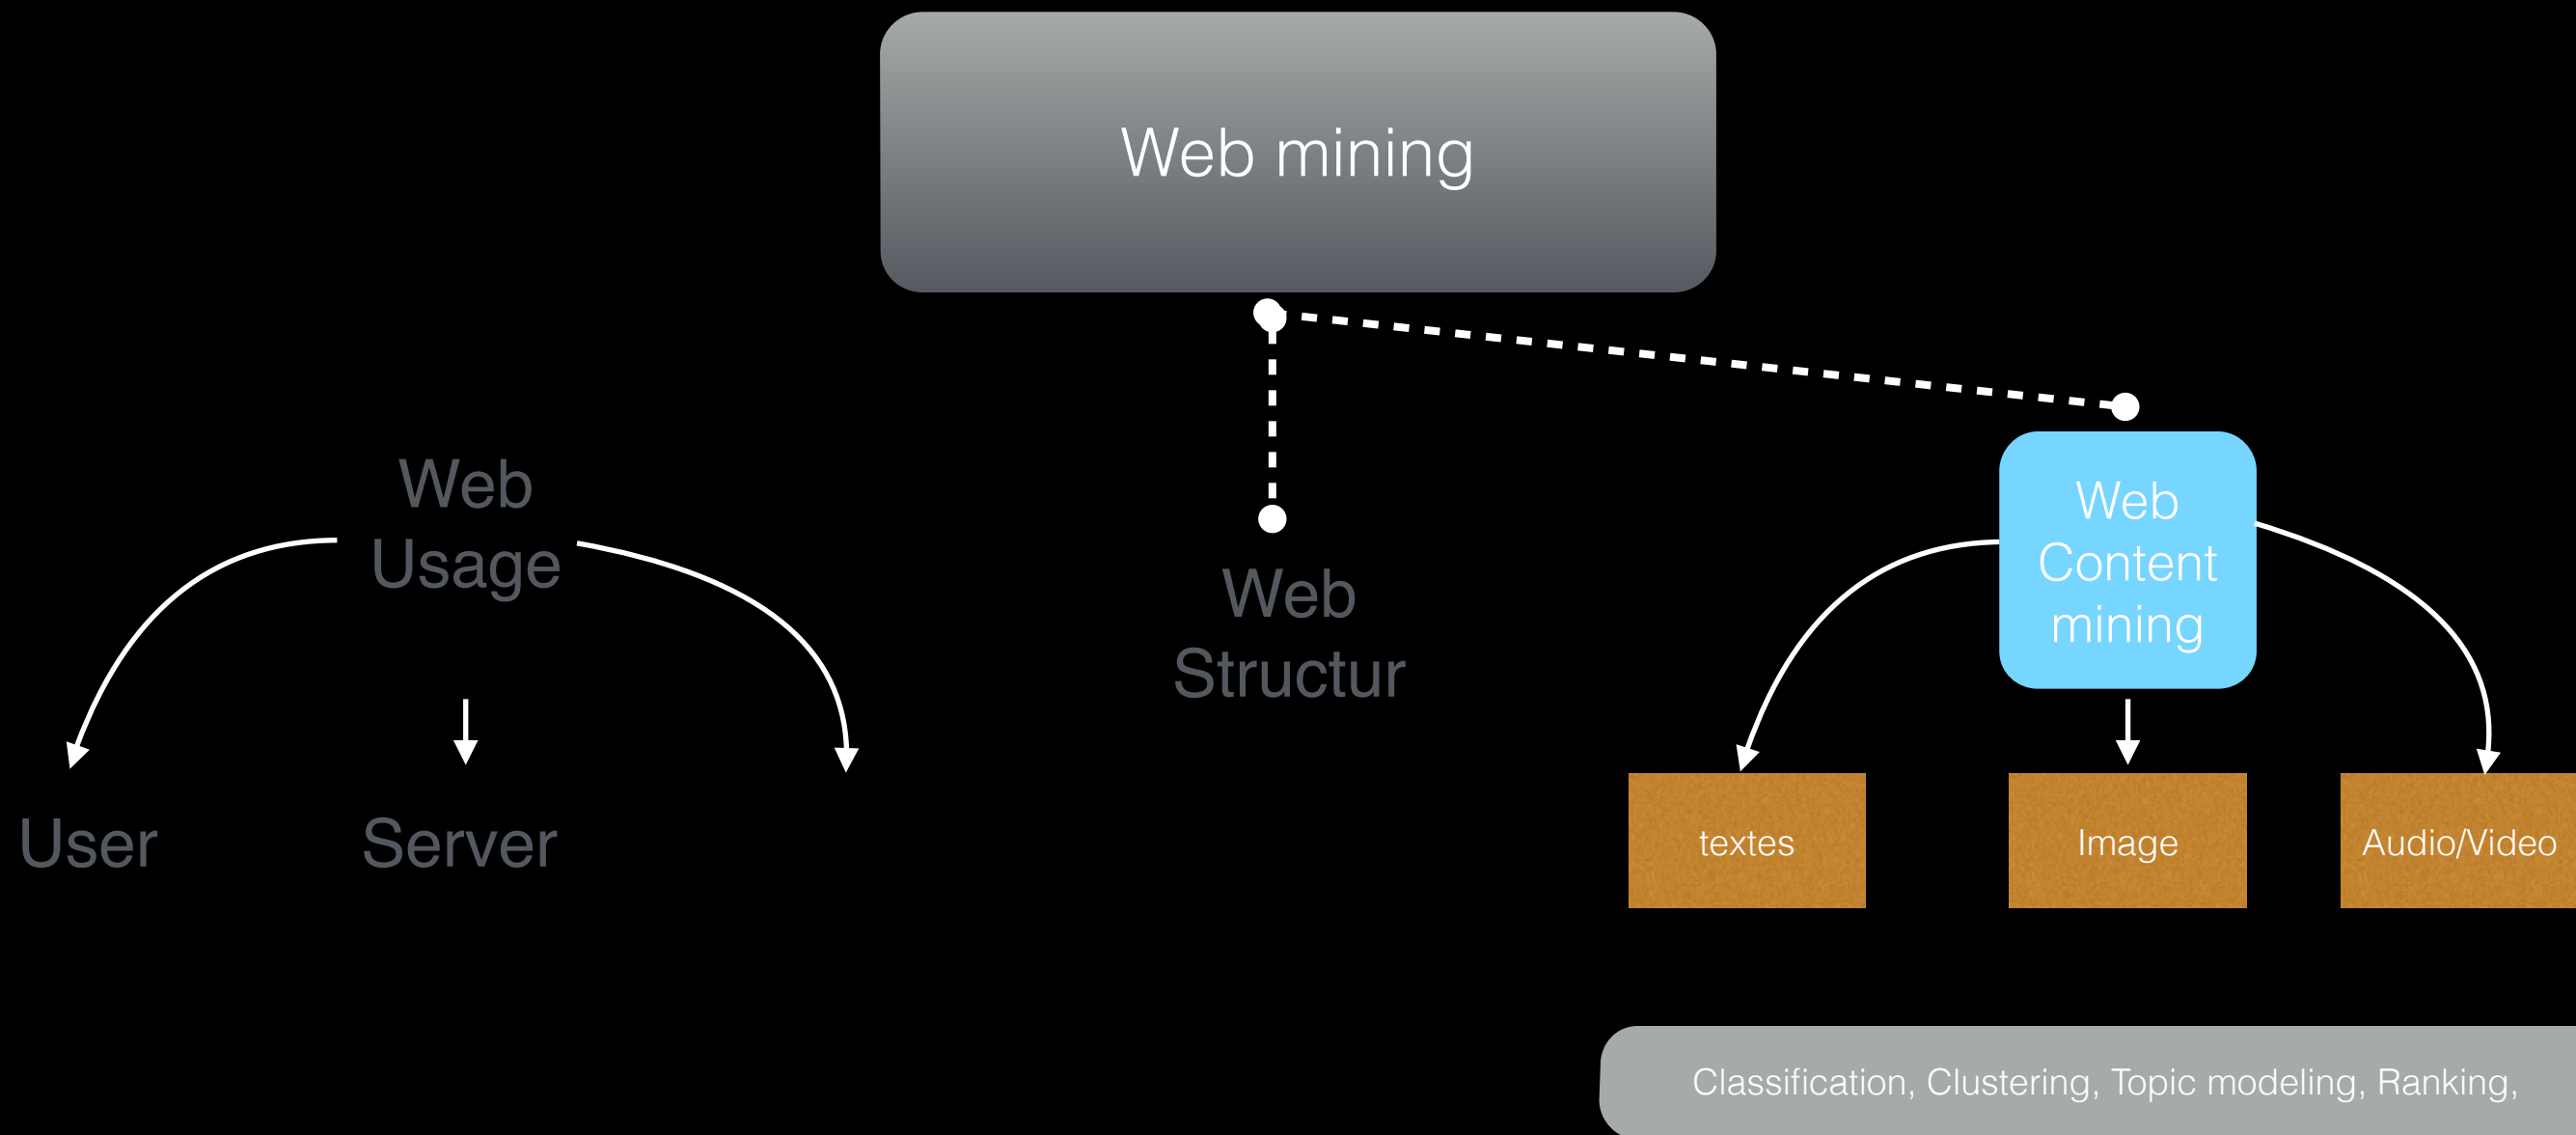 Web mining
Web
Usage
Web
Structur
Web
Content
mining
User
Server
textes
Image
Audio/Video
Classification, Clustering, Topic modeling, Ranking,